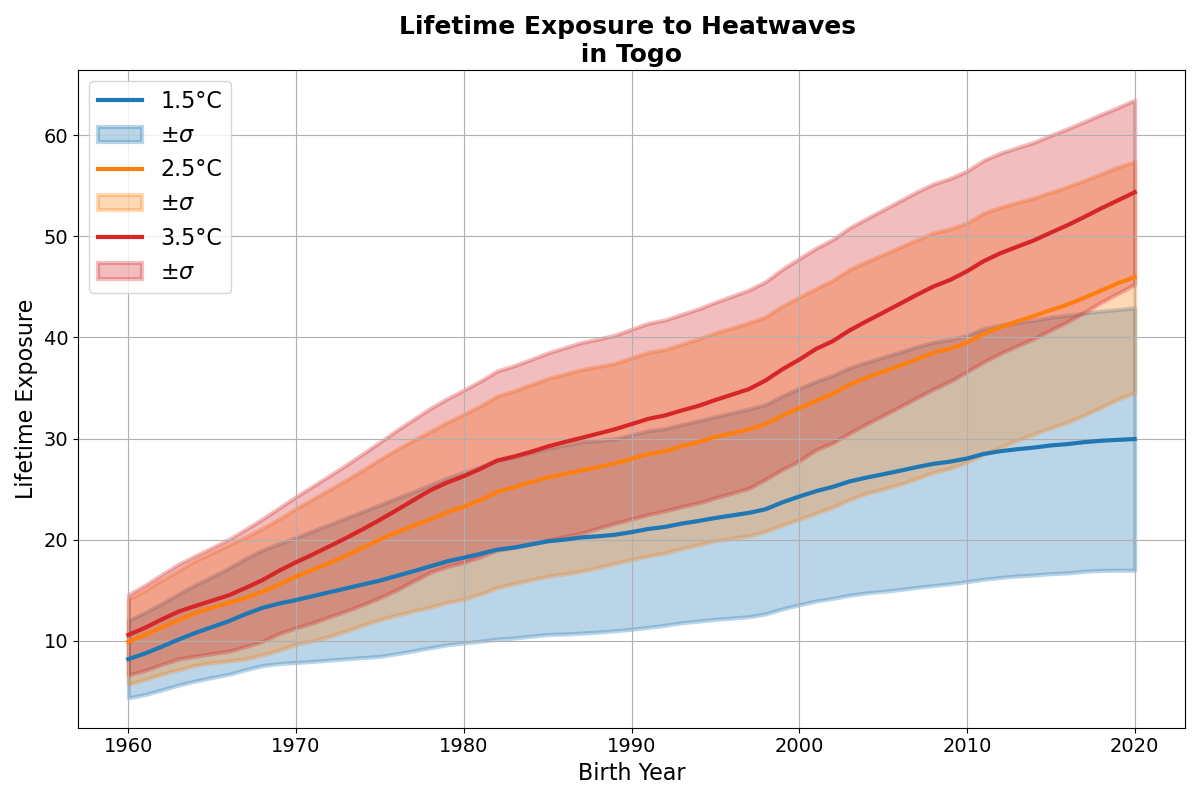 Lifetime Exposure to Heatwaves
in Togo
1.5°C
±σ
2.5°C
±σ
3.5°C
±σ
60
50
40
30
20
10
Lifetime Exposure
1960 1970 1980 1990 2000 2010 2020
Birth Year